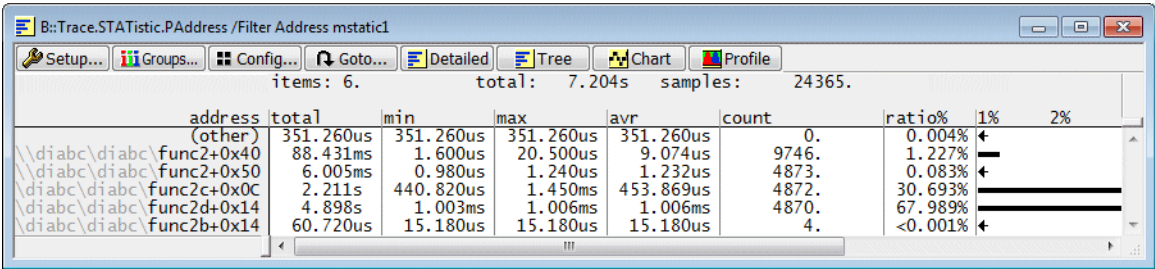 B::Trace.STATistic.PAddress /Filter Address mstatic1
Setup... Groups... Config... Goto... Detailed Tree Chart Profile
items: 6. total: 7.204s samples: 24365.
address total min max avr count ratio% 1% 2%
(other) 351.260us 351.260us 351.260us 351.260us 0. 0.004%
\\diabc\diabc\func2+0x40 88.431ms 1.600us 20.500us 9.074us 9746. 1.227%
\\diabc\diabc\func2+0x50 6.005ms 0.980us 1.240us 1.232us 4873. 0.083%
\diabc\diabc\func2c+0x0C 2.211s 440.820us 1.450ms 453.869us 4872. 30.693%
\diabc\diabc\func2d+0x14 4.898s 1.003ms 1.006ms 1.006ms 4870. 67.989%
\diabc\diabc\func2b+0x14 60.720us 15.180us 15.180us 15.180us 4. <0.001%